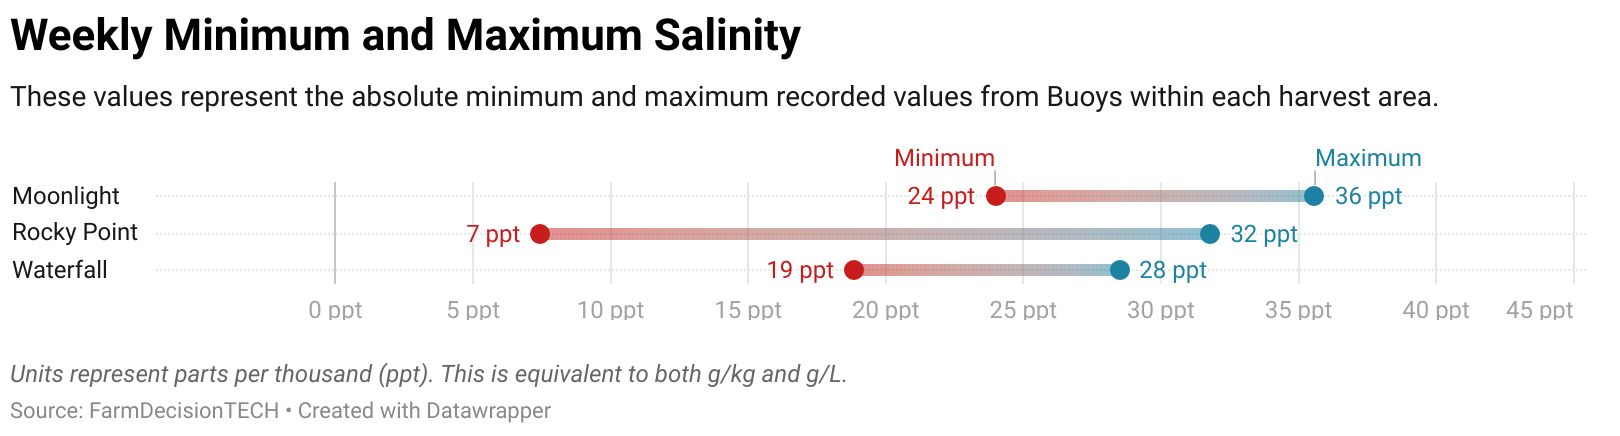 Weekly Minimum and Maximum Salinity
These values represent the absolute minimum and maximum recorded values from Buoys within each harvest area.
Minimum Maximum
Moonlight 24 ppt 36 ppt
Rocky Point 7 ppt 32 ppt
Waterfall 19 ppt 28 ppt
0 ppt 5 ppt 10 ppt 15 ppt 20 ppt 25 ppt 30 ppt 35 ppt 40 ppt 45 ppt
Units represent parts per thousand (ppt). This is equivalent to both g/kg and g/L.
Source: FarmDecisionTECH • Created with Datawrapper